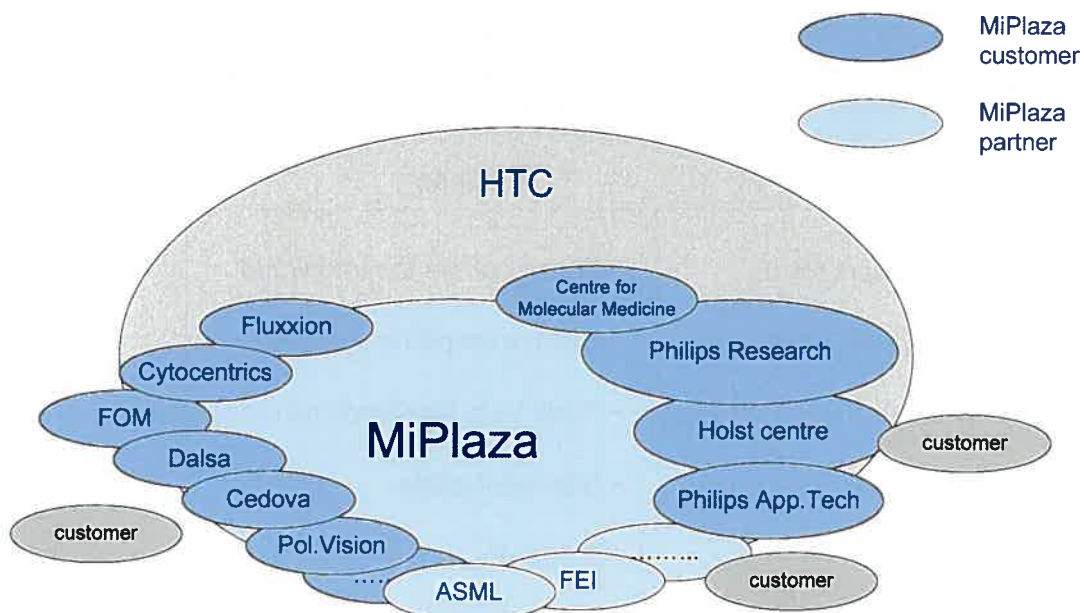 MiPlaza
customer
MiPlaza
partner
HTC
Centre for
Molecular Medicine
Fluxxion
Philips Research
Cytocentrics
FOM
Holst centre
MiPlaza
customer
Dalsa
Cedova
Philips App.Tech
customer
Pol.Vision
.........
.....
ASML
FEI
customer